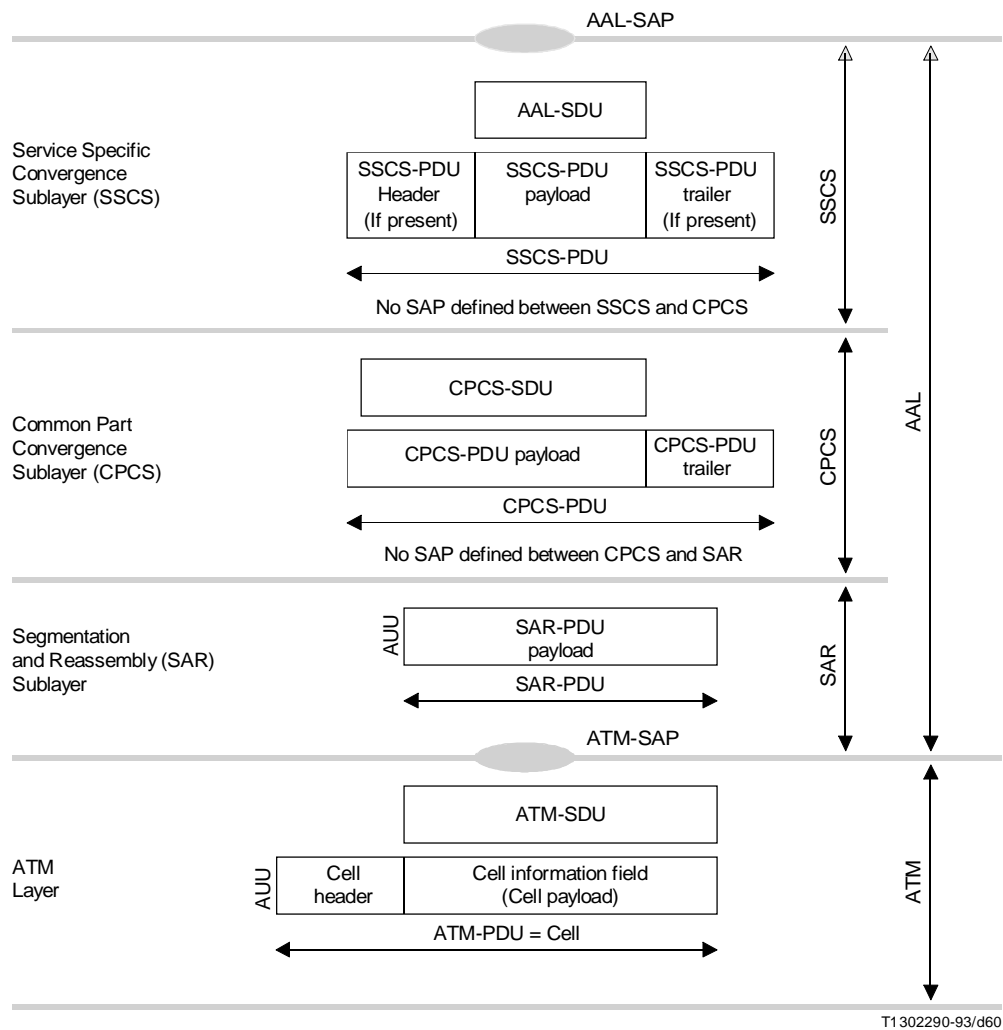 AAL-SAP
AAL-SDU
Service Specific
Convergence
Sublayer (SSCS)
SSCS-PDU
Header
(If present)
SSCS-PDU
payload
SSCS-PDU
trailer
(If present)
SSCS-PDU
No SAP defined between SSCS and CPCS
SSCS
AAL
CPCS-SDU
Common Part
Convergence
Sublayer (CPCS)
CPCS-PDU payload
CPCS-PDU
trailer
CPCS-PDU
No SAP defined between CPCS and SAR
CPCS
Segmentation
and Reassembly (SAR)
Sublayer
AUU
SAR-PDU
payload
SAR-PDU
SAR
ATM-SAP
ATM-SDU
ATM
Layer
AUU
Cell
header
Cell information field
(Cell payload)
ATM-PDU = Cell
ATM
T1302290-93/d60